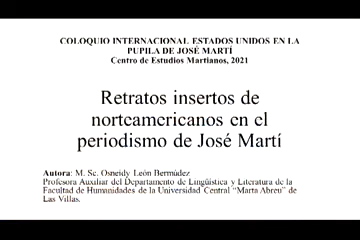 COLOQUIO INTERNACIONAL ESTADOS UNIDOS EN LA
PUPILA DE JOSÉ MARTÍ
Centro de Estudios Martianos, 2021
Retratos insertos de
norteamericanos en el
periodismo de José Martí
Autora: M. Sc. Osneidy León Bermúdez
Profesora Auxiliar del Departamento de Lingüística y Literatura de la
Facultad de Humanidades de la Universidad Central “Marta Abreu” de
Las Villas.